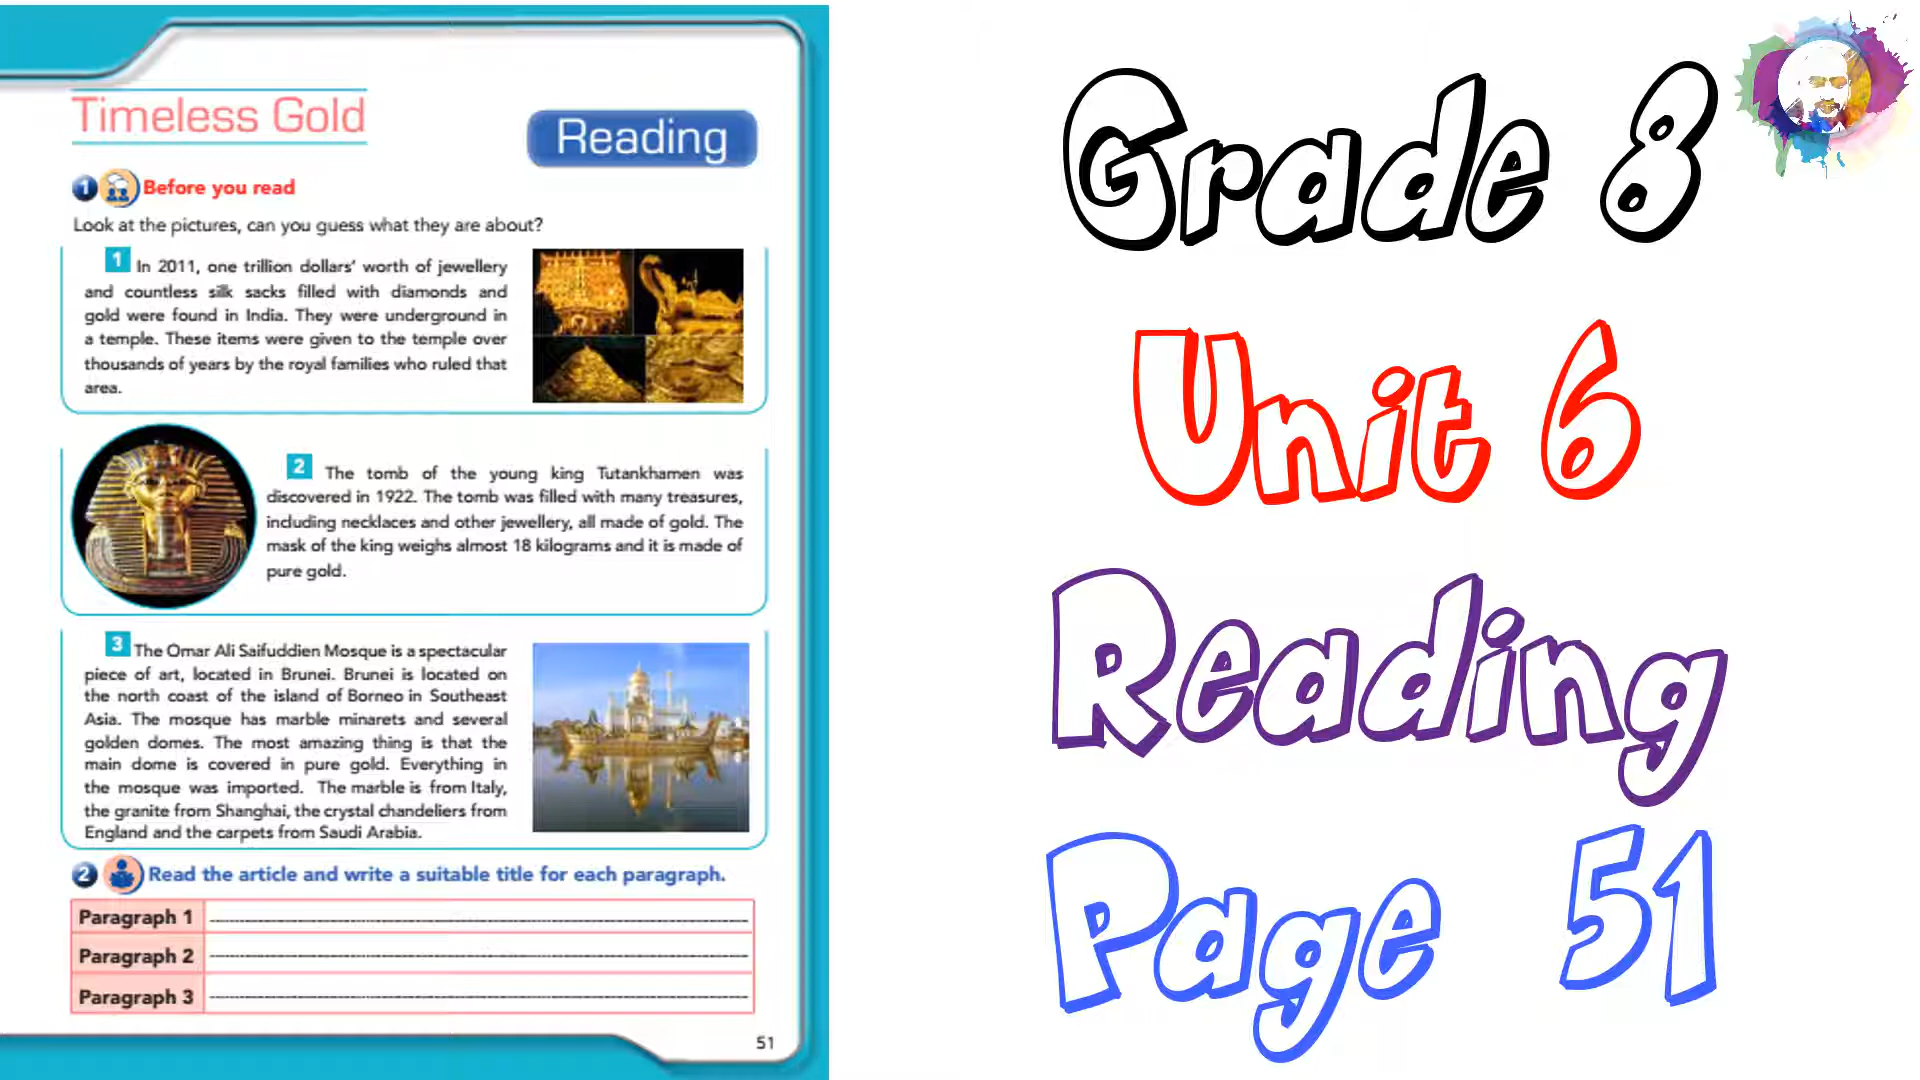 Timeless Gold
Reading
1 Before you read
Look at the pictures, can you guess what they are about?
1 In 2011, one trillion dollars' worth of jewellery
and countless silk sacks filled with diamonds and
gold were found in India. They were underground in
a temple. These items were given to the temple over
thousands of years by the royal families who ruled that
area.
2 The tomb of the young king Tutankhamen was
discovered in 1922. The tomb was filled with many treasures,
including necklaces and other jewellery, all made of gold. The
mask of the king weighs almost 18 kilograms and it is made of
pure gold.
3 The Omar Ali Saifuddien Mosque is a spectacular
piece of art, located in Brunei. Brunei is located on
the north coast of the island of Borneo in Southeast
Asia. The mosque has marble minarets and several
golden domes. The most amazing thing is that the
main dome is covered in pure gold. Everything in
the mosque was imported. The marble is from Italy,
the granite from Shanghai, the crystal chandeliers from
England and the carpets from Saudi Arabia.
2 Read the article and write a suitable title for each paragraph.
Paragraph 1
Paragraph 2
Paragraph 3
51
Grade 8
Unit 6
Reading
Page 51